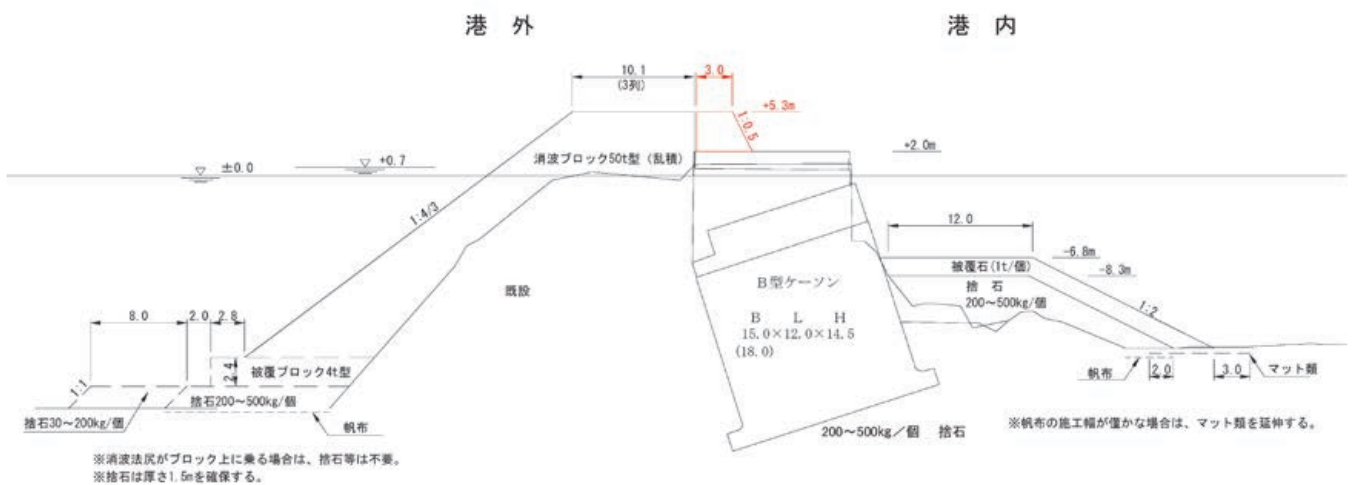 港 外
港 内
10.1
(3列)
3.0
+5.3m
1:0.5
+2.0m
消波ブロック50t型（乱積）
±0.0
+0.7
1:4/3
12.0
-6.8m
被覆石(1t/個)
-8.3m
捨 石
200～500kg/個
1:2
既設
B型ケーソン
B L H
15.0×12.0×14.5
(18.0)
8.0
2.0
2.8
2.4
被覆ブロック4t型
1:1
捨石200～500kg/個
捨石30～200kg/個
帆布
帆布
2.0
3.0
マット類
200～500kg／個 捨石
※帆布の施工幅が僅かな場合は、マット類を延伸する。
※消波法尻がブロック上に乗る場合は、捨石等は不要。
※捨石は厚さ1.5mを確保する。